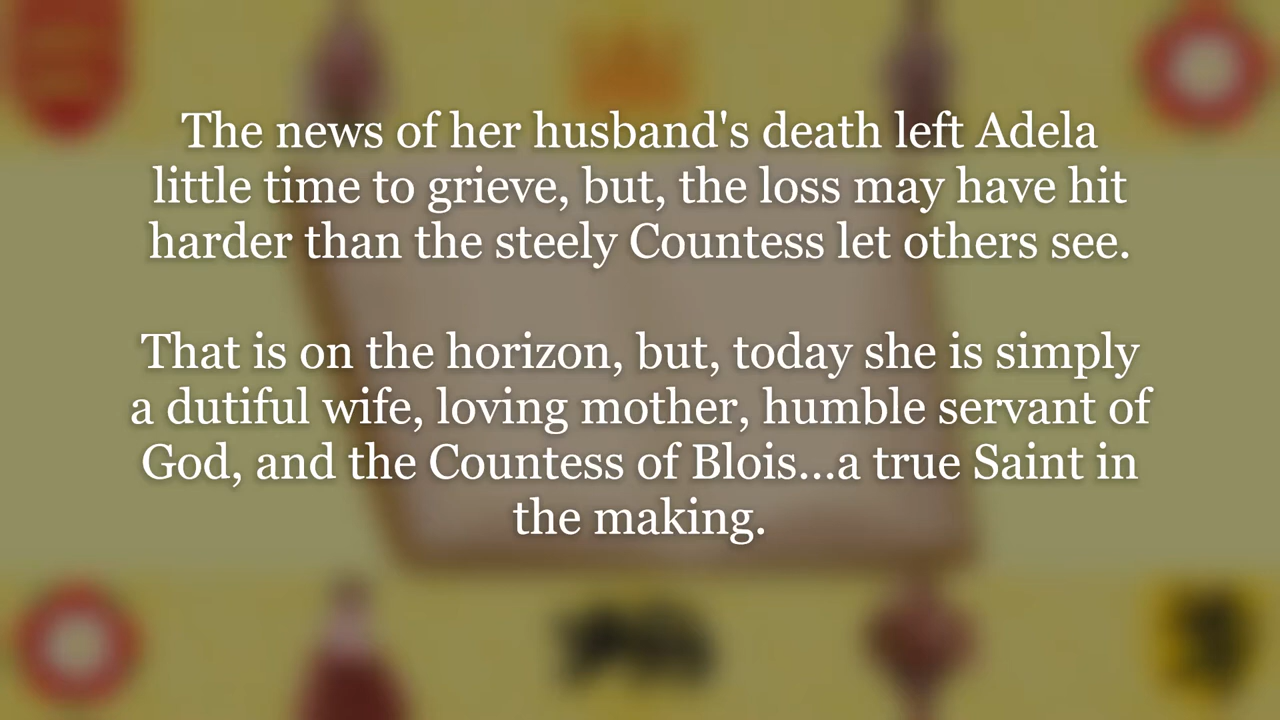 The news of her husband's death left Adela
little time to grieve, but, the loss may have hit
harder than the steely Countess let others see.
That is on the horizon, but, today she is simply
a dutiful wife, loving mother, humble servant of
God, and the Countess of Blois...a true Saint in
the making.